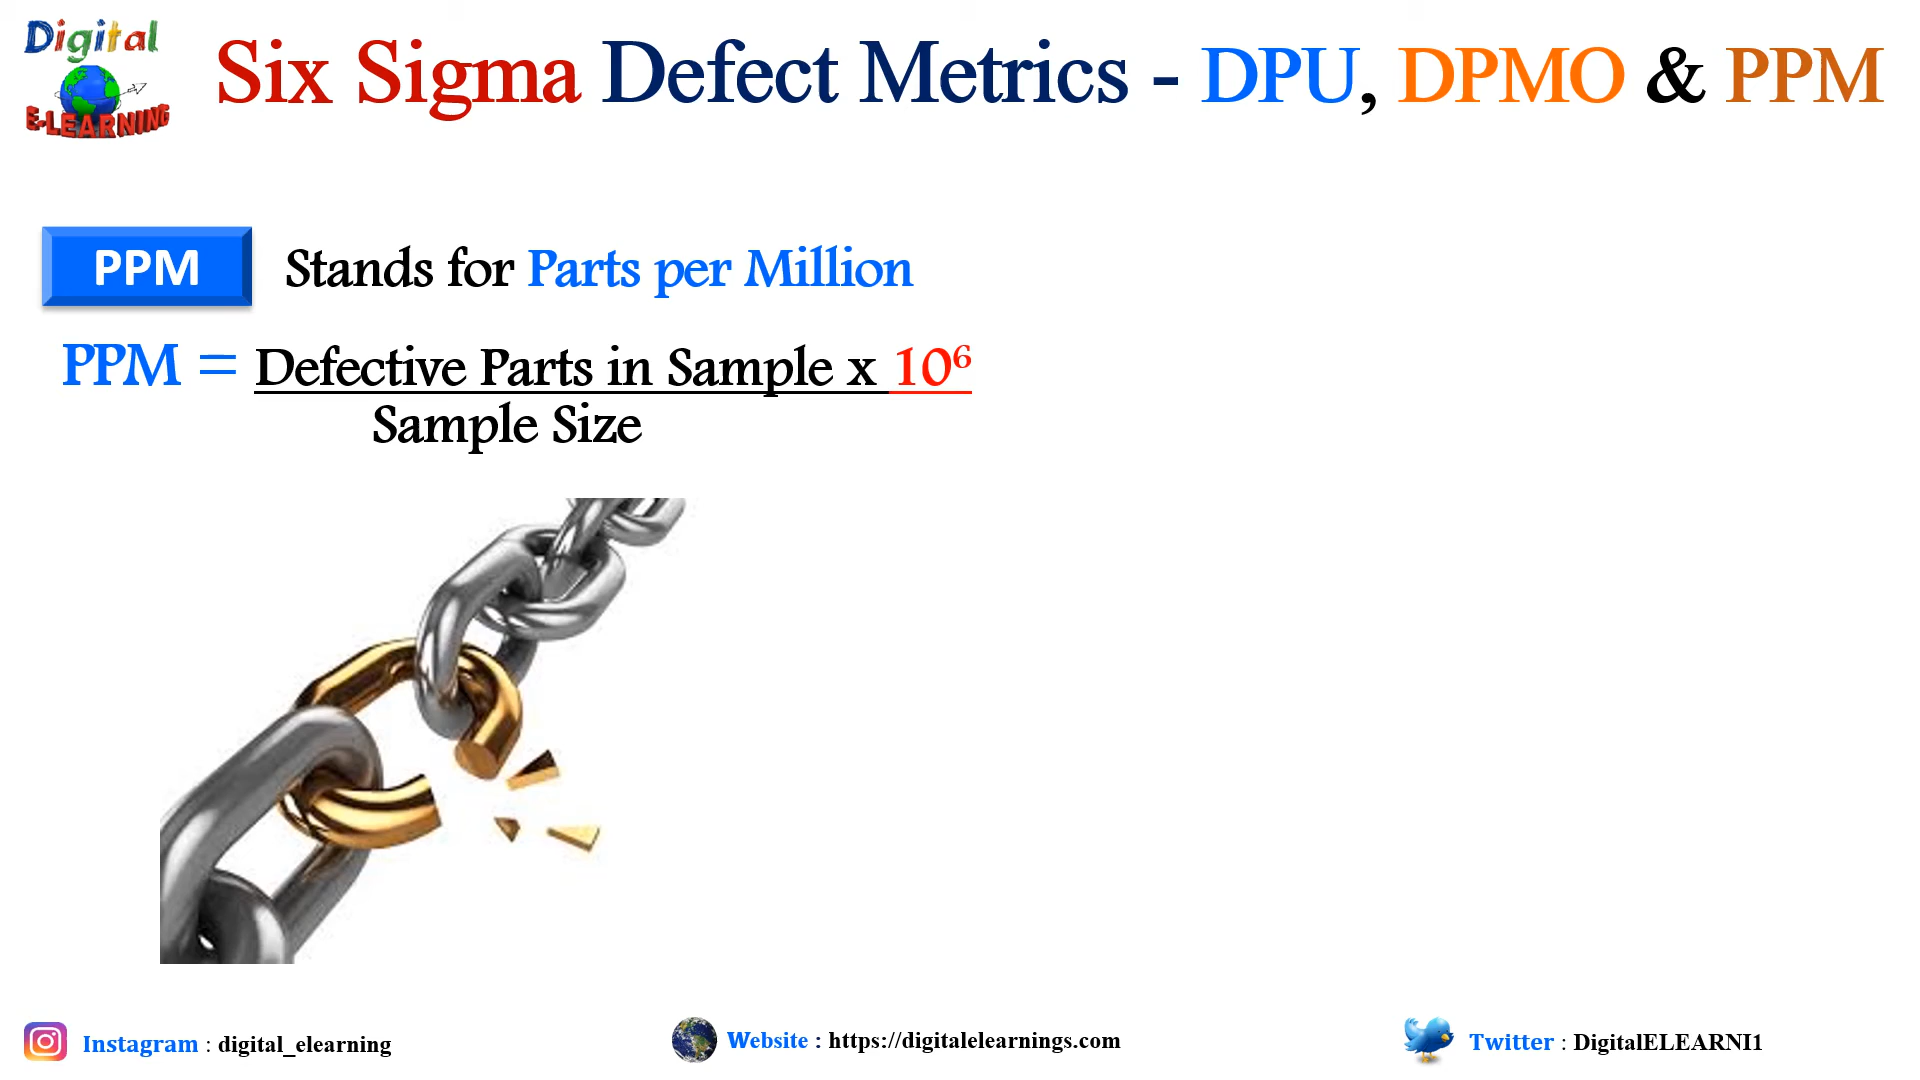 Digital
E-LEARNING
Six Sigma Defect Metrics - DPU, DPMO & PPM
PPM Stands for Parts per Million
PPM = Defective Parts in Sample x 10⁶
Sample Size
Instagram : digital_elearning
Website : https://digitalelearnings.com
Twitter : DigitalELEARNI1